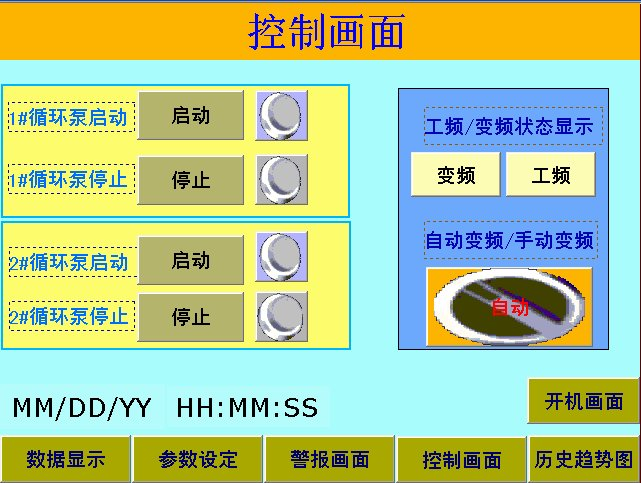 控制画面
1#循环泵启动 启动
1#循环泵停止 停止
2#循环泵启动 启动
2#循环泵停止 停止
工频/变频状态显示
变频 工频
自动变频/手动变频
自动
MM/DD/YY HH:MM:SS
开机画面
数据显示 参数设定 警报画面 控制画面 历史趋势图